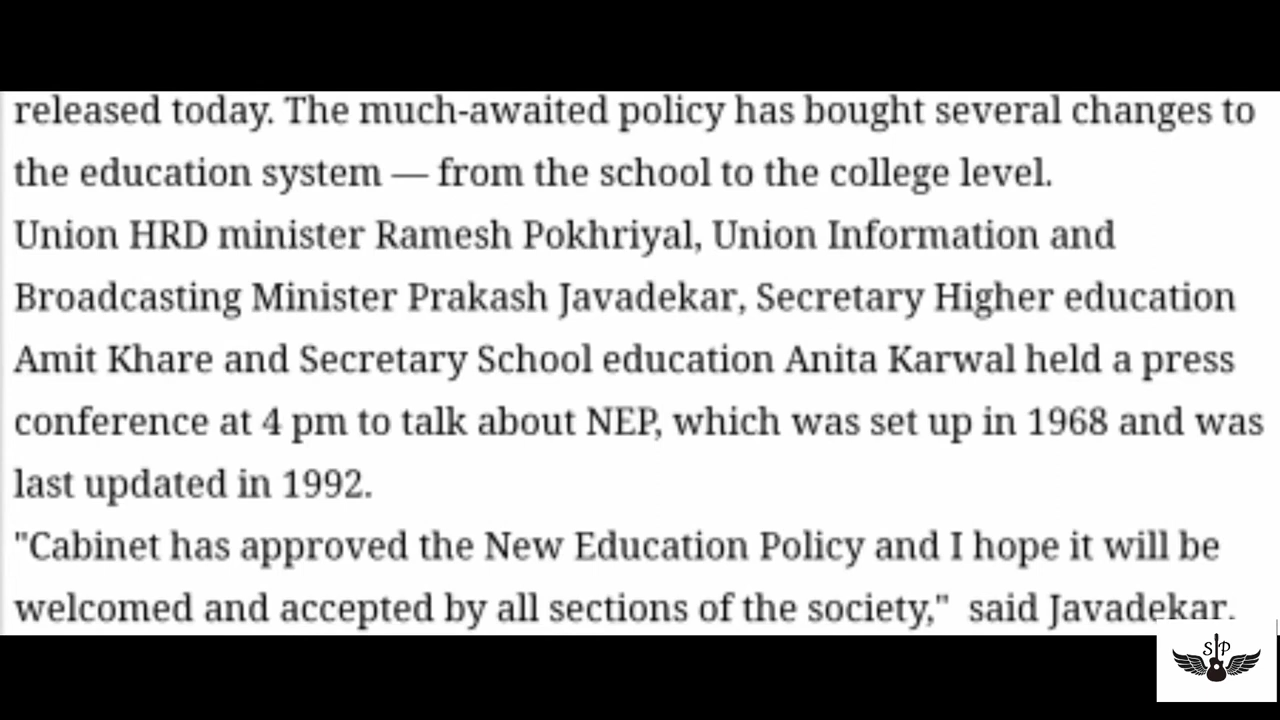 released today. The much-awaited policy has bought several changes to
the education system — from the school to the college level.
Union HRD minister Ramesh Pokhriyal, Union Information and
Broadcasting Minister Prakash Javadekar, Secretary Higher education
Amit Khare and Secretary School education Anita Karwal held a press
conference at 4 pm to talk about NEP, which was set up in 1968 and was
last updated in 1992.
"Cabinet has approved the New Education Policy and I hope it will be
welcomed and accepted by all sections of the society,"  said Javadekar.
SP